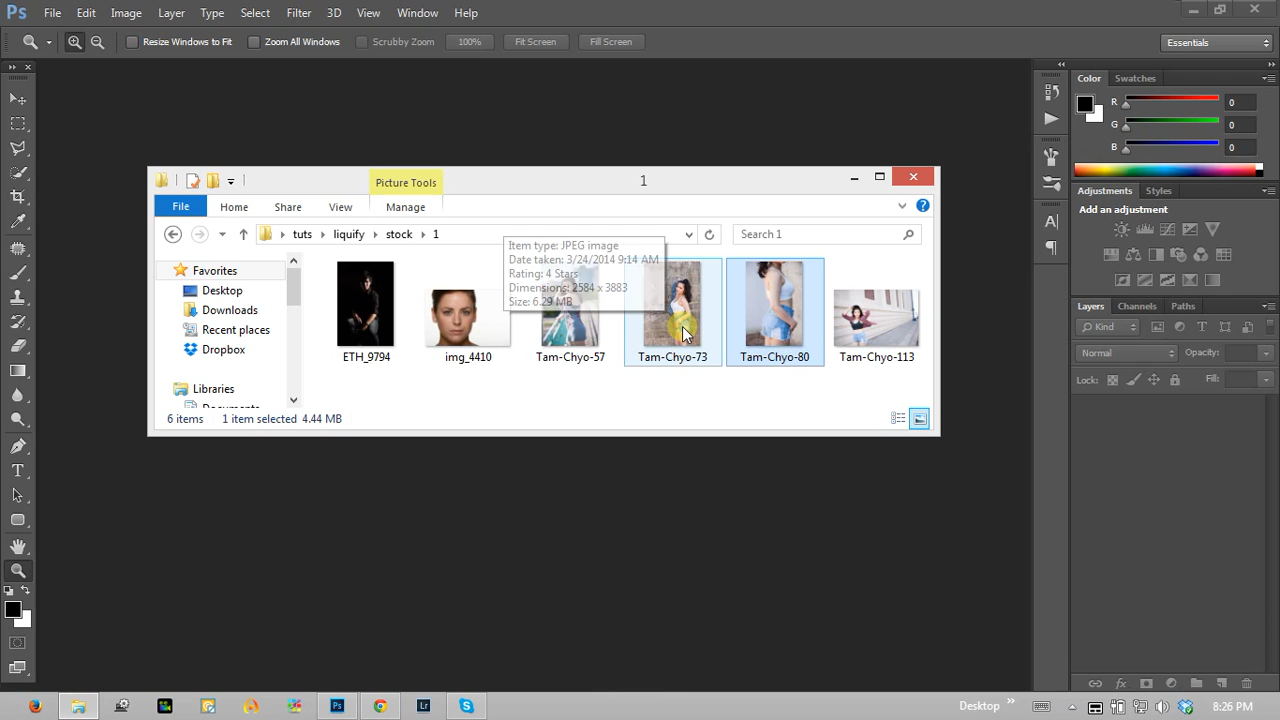 Ps File Edit Image Layer Type Select Filter 3D View Window Help
Resize Windows to Fit Zoom All Windows Scrubby Zoom 100% Fit Screen Fill Screen Essentials
Color Swatches
R 0
G 0
B 0
Adjustments Styles
Add an adjustment
Layers Channels Paths
Kind
Normal Opacity:
Lock: Fill:
Picture Tools 1
File Home Share View Manage
tuts liquify stock 1 Search 1
Favorites
Desktop
Downloads
Recent places
Dropbox
Libraries
Documents
Item type: JPEG image
Date taken: 3/24/2014 9:14 AM
Rating: 4 Stars
Dimensions: 2584 x 3883
Size: 6.29 MB
ETH_9794 img_4410 Tam-Chyo-57 Tam-Chyo-73 Tam-Chyo-80 Tam-Chyo-113
6 items 1 item selected 4.44 MB
Ps Lr Desktop 8:26 PM